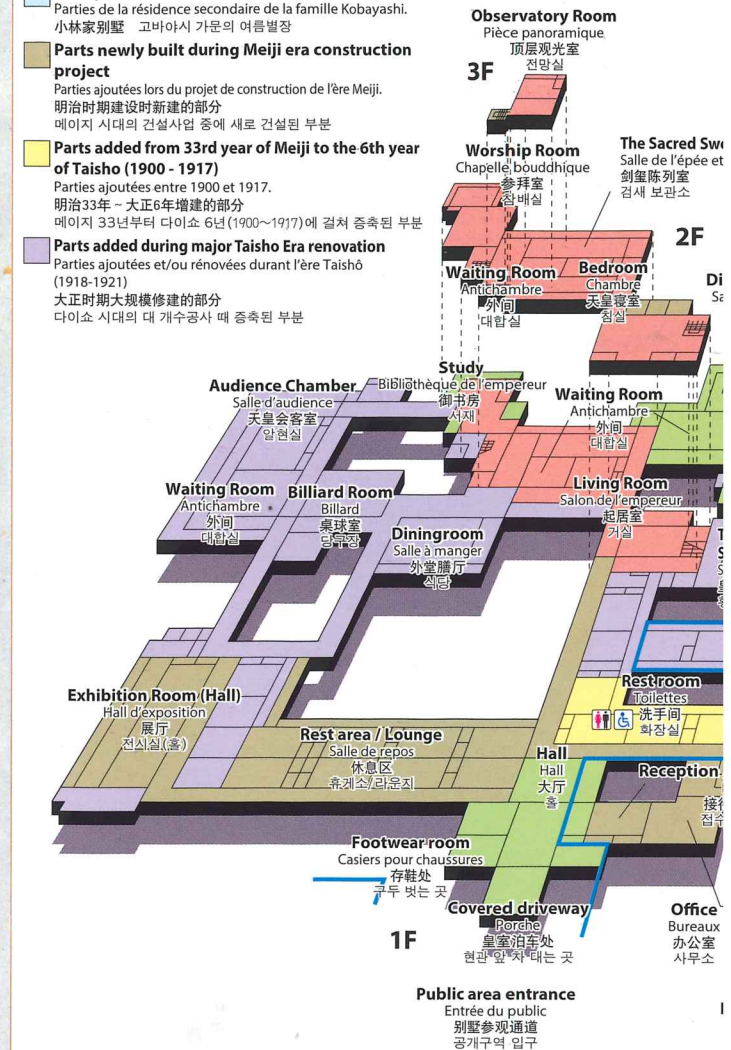 Parties de la résidence secondaire de la famille Kobayashi.
小林家别墅 고바야시 가문의 여름별장
Parts newly built during Meiji era construction
project
Parties ajoutées lors du projet de construction de l'ère Meiji.
明治时期建设时新建的部分
메이지 시대의 건설사업 중에 새로 건설된 부분
Parts added from 33rd year of Meiji to the 6th year
of Taisho (1900 - 1917)
Parties ajoutées entre 1900 et 1917.
明治33年 ~ 大正6年增建的部分
메이지 33년부터 다이쇼 6년(1900～1917)에 걸쳐 증축된 부분
Parts added during major Taisho Era renovation
Parties ajoutées et/ou rénovées durant l'ère Taishô
(1918-1921)
大正时期大规模修建的部分
다이쇼 시대의 대 개수공사 때 증축된 부분
Observatory Room
Pièce panoramique
顶层观光室
전망실
3F
Worship Room
Chapelle bouddhique
参拜室
참배실
The Sacred
Salle de l'épée et
剑玺陈列室
검새 보관소
2F
Waiting Room
Antichambre
外间
대합실
Bedroom
Chambre
天皇寝室
침실
Study
Bibliothèque de l'empereur
御书房
서재
Audience Chamber
Salle d'audience
天皇会客室
알현실
Waiting Room
Antichambre
外间
대합실
Waiting Room
Antichambre
外间
대합실
Billiard Room
Billard
桌球室
당구장
Living Room
Salon de l'empereur
起居室
거실
Diningroom
Salle à manger
外堂膳厅
식당
Exhibition Room (Hall)
Hall d'exposition
展厅
전시실(홀)
Rest room
Toilettes
洗手间
화장실
Rest area / Lounge
Salle de repos
休息区
휴게소/라운지
Hall
Hall
大厅
홀
Reception
Footwear room
Casiers pour chaussures
存鞋处
구두 벗는 곳
Covered driveway
Porche
皇室泊车处
현관 앞 차 대는 곳
Office
Bureaux
办公室
사무소
1F
Public area entrance
Entrée du public
别墅参观通道
공개구역 입구